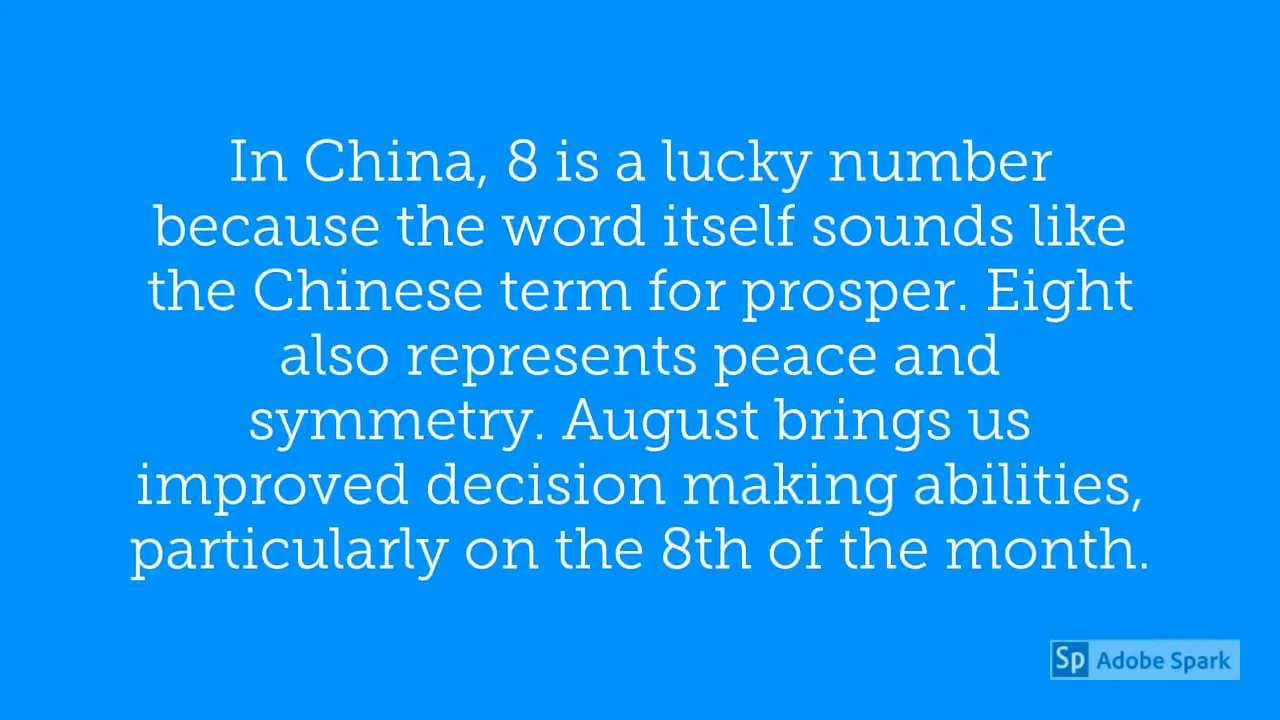 In China, 8 is a lucky number
because the word itself sounds like
the Chinese term for prosper. Eight
also represents peace and
symmetry. August brings us
improved decision making abilities,
particularly on the 8th of the month.
Sp Adobe Spark